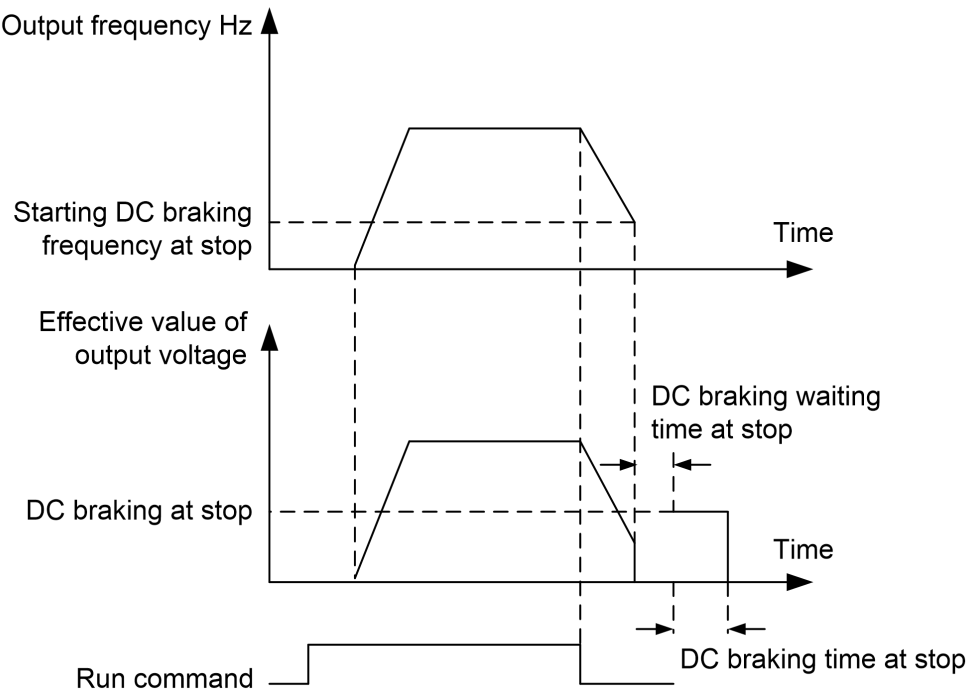 Output frequency Hz
Starting DC braking
frequency at stop
Time
Effective value of
output voltage
DC braking waiting
time at stop
DC braking at stop
Time
DC braking time at stop
Run command